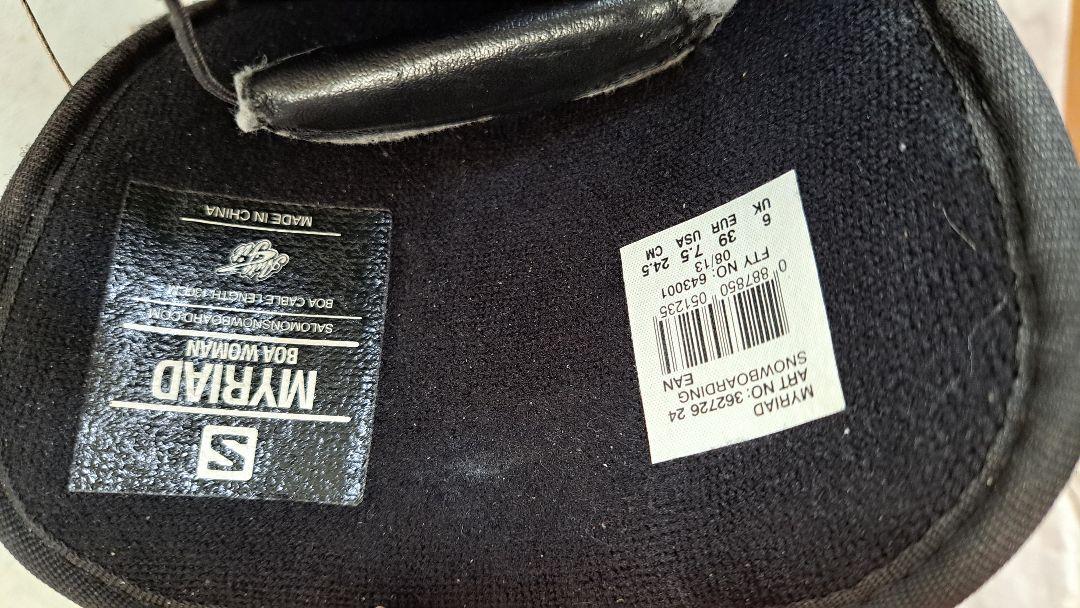 S
MYRIAD
BOA WOMAN
SALOMONSNOWBOARD.COM
BOA CABLE LENGTH:
MADE IN CHINA
MYRIAD
ART NO: 362726 24
SNOWBOARDING
EAN
0 887850 051235
FTY NO: 643001
08/13
UK EUR USA CM
6 39 7.5 24.5